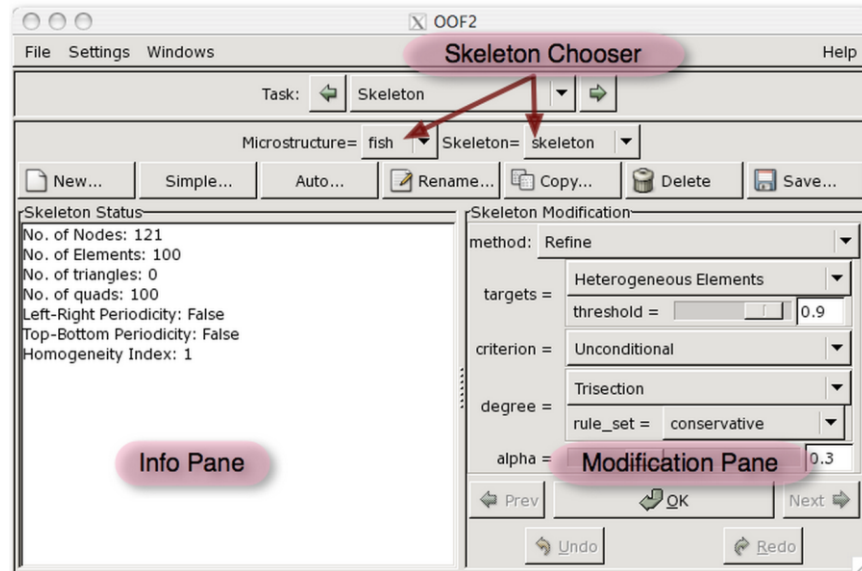 OOF2
File Settings Windows Help
Skeleton Chooser
Task: Skeleton
Microstructure= fish Skeleton= skeleton
New... Simple... Auto... Rename... Copy... Delete Save...
Skeleton Status
No. of Nodes: 121
No. of Elements: 100
No. of triangles: 0
No. of quads: 100
Left-Right Periodicity: False
Top-Bottom Periodicity: False
Homogeneity Index: 1
Info Pane
Skeleton Modification
method: Refine
targets = Heterogeneous Elements
threshold = 0.9
criterion = Unconditional
degree = Trisection
rule_set = conservative
alpha = 0.3
Modification Pane
Prev OK Next
Undo Redo